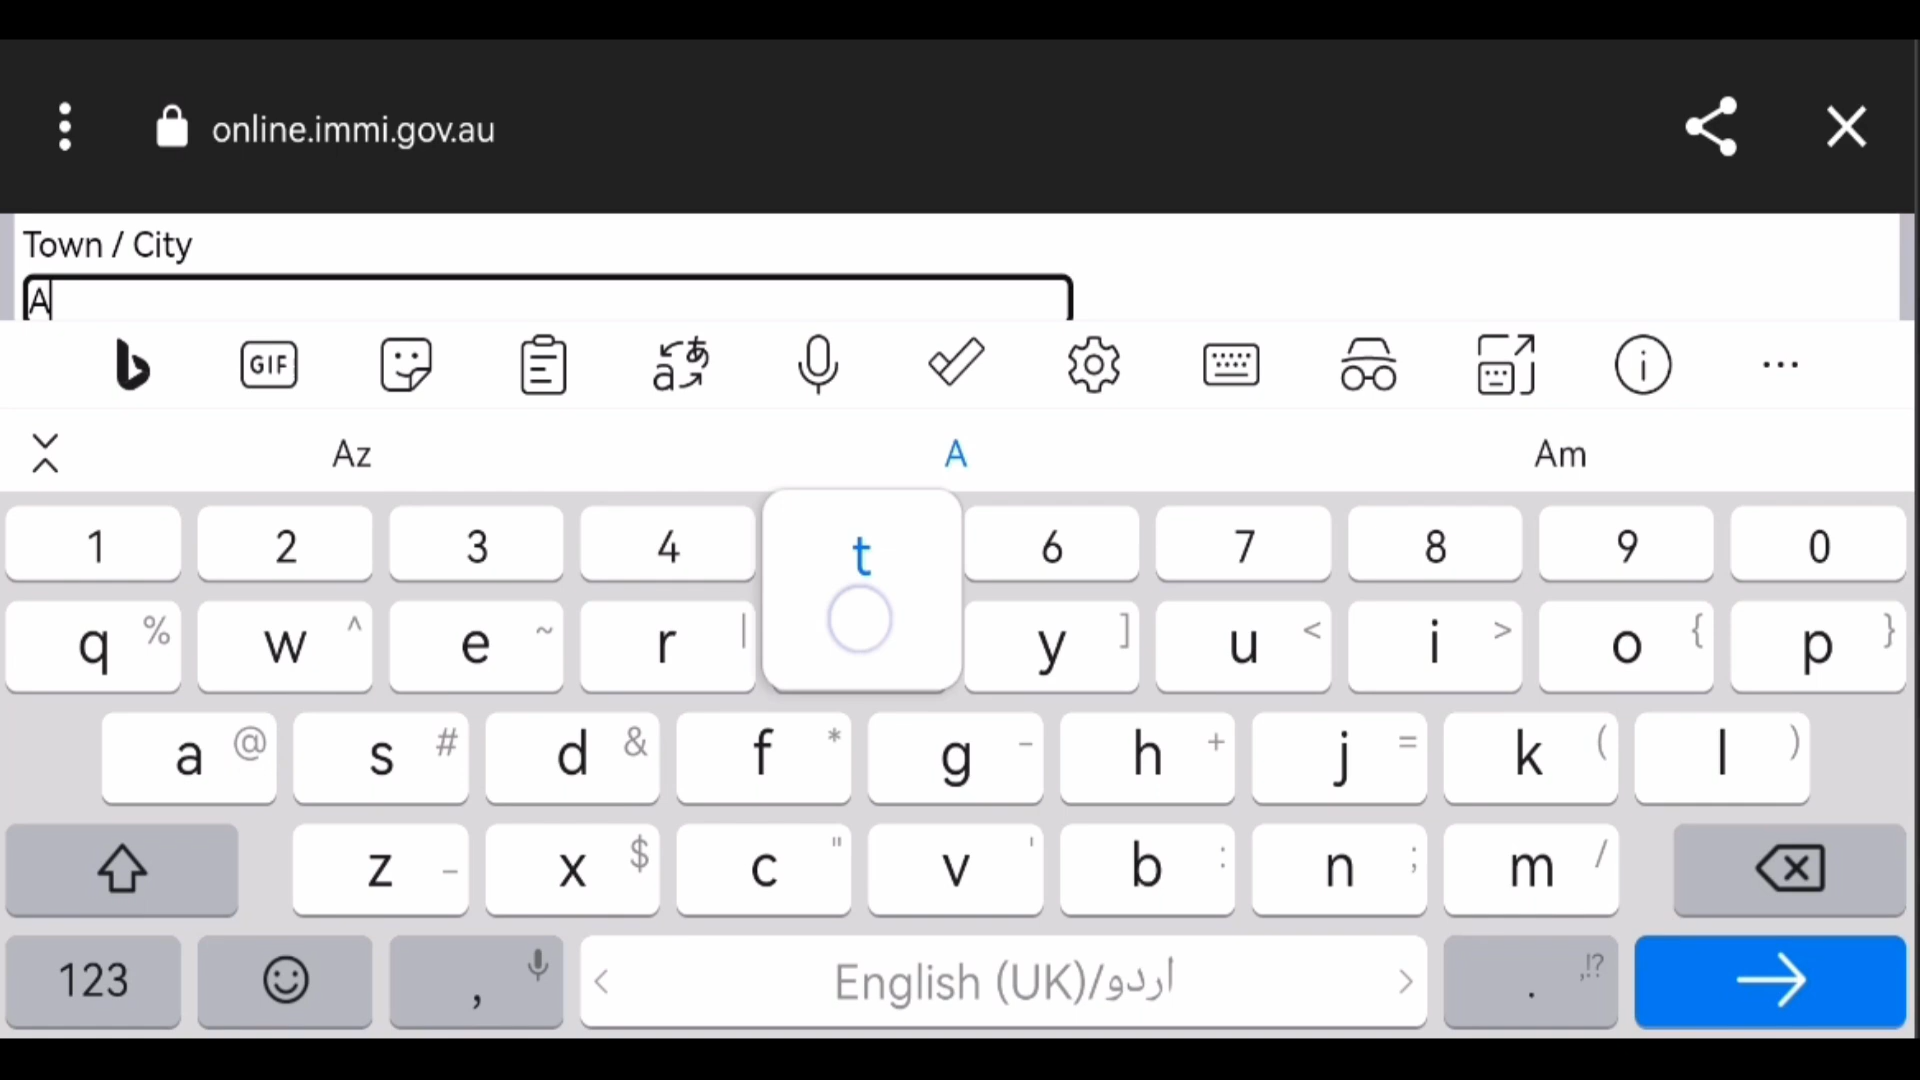 online.immi.gov.au
Town / City
A
GIF
a あ
Az A Am
1 2 3 4 t 6 7 8 9 0
q % w ^ e ~ r | y ] u < i > o { p }
a @ s # d & f * g - h + j = k ( l )
z _ x $ c " v ' b : n ; m /
123 , < English (UK)/اردو > . ,!?